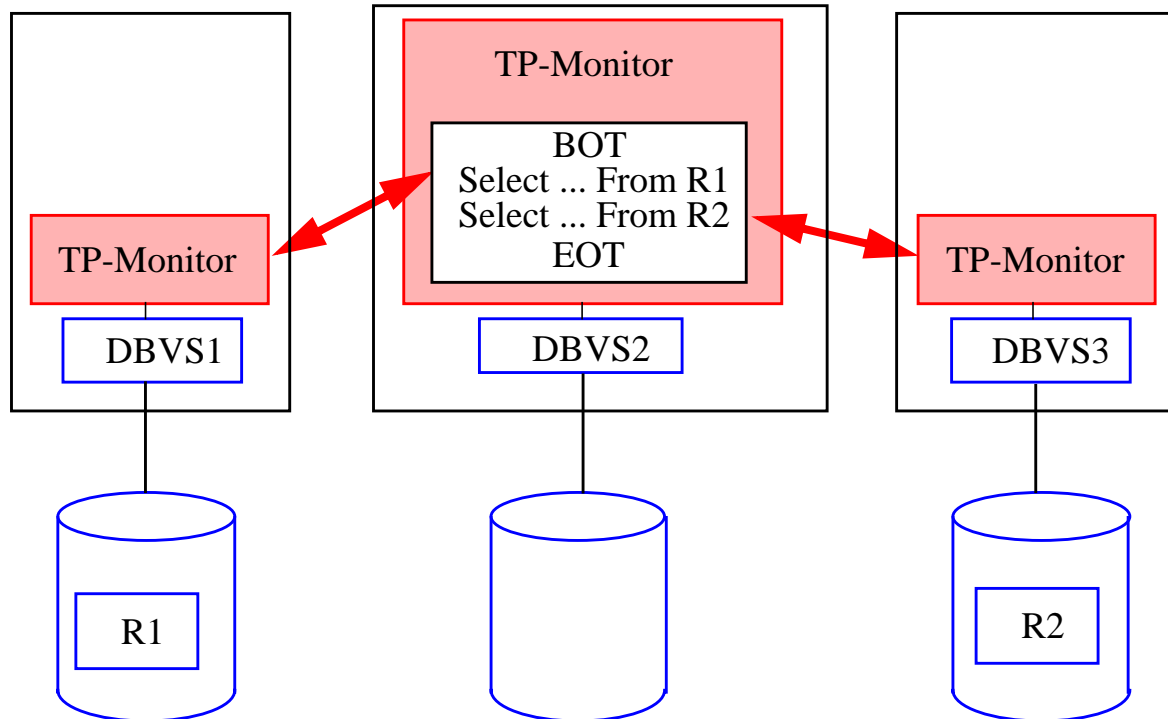 TP-Monitor
BOT
Select ... From R1
Select ... From R2
EOT
TP-Monitor
TP-Monitor
DBVS1
DBVS2
DBVS3
R1
R2